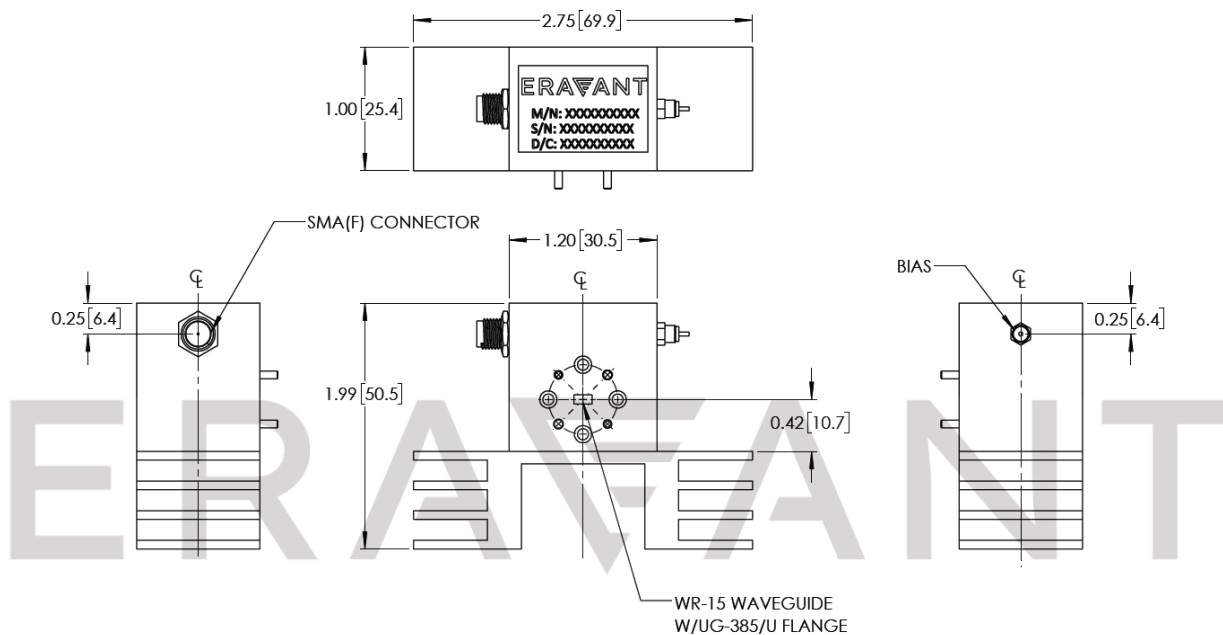 2.75[69.9]
1.00[25.4]
ERAVANT
M/N: XXXXXXXXXX
S/N: XXXXXXXXXX
D/C: XXXXXXXXXX
SMA(F) CONNECTOR
1.20[30.5]
BIAS
℄
℄
℄
0.25[6.4]
0.25[6.4]
1.99[50.5]
0.42[10.7]
ERAVANT
WR-15 WAVEGUIDE
W/UG-385/U FLANGE